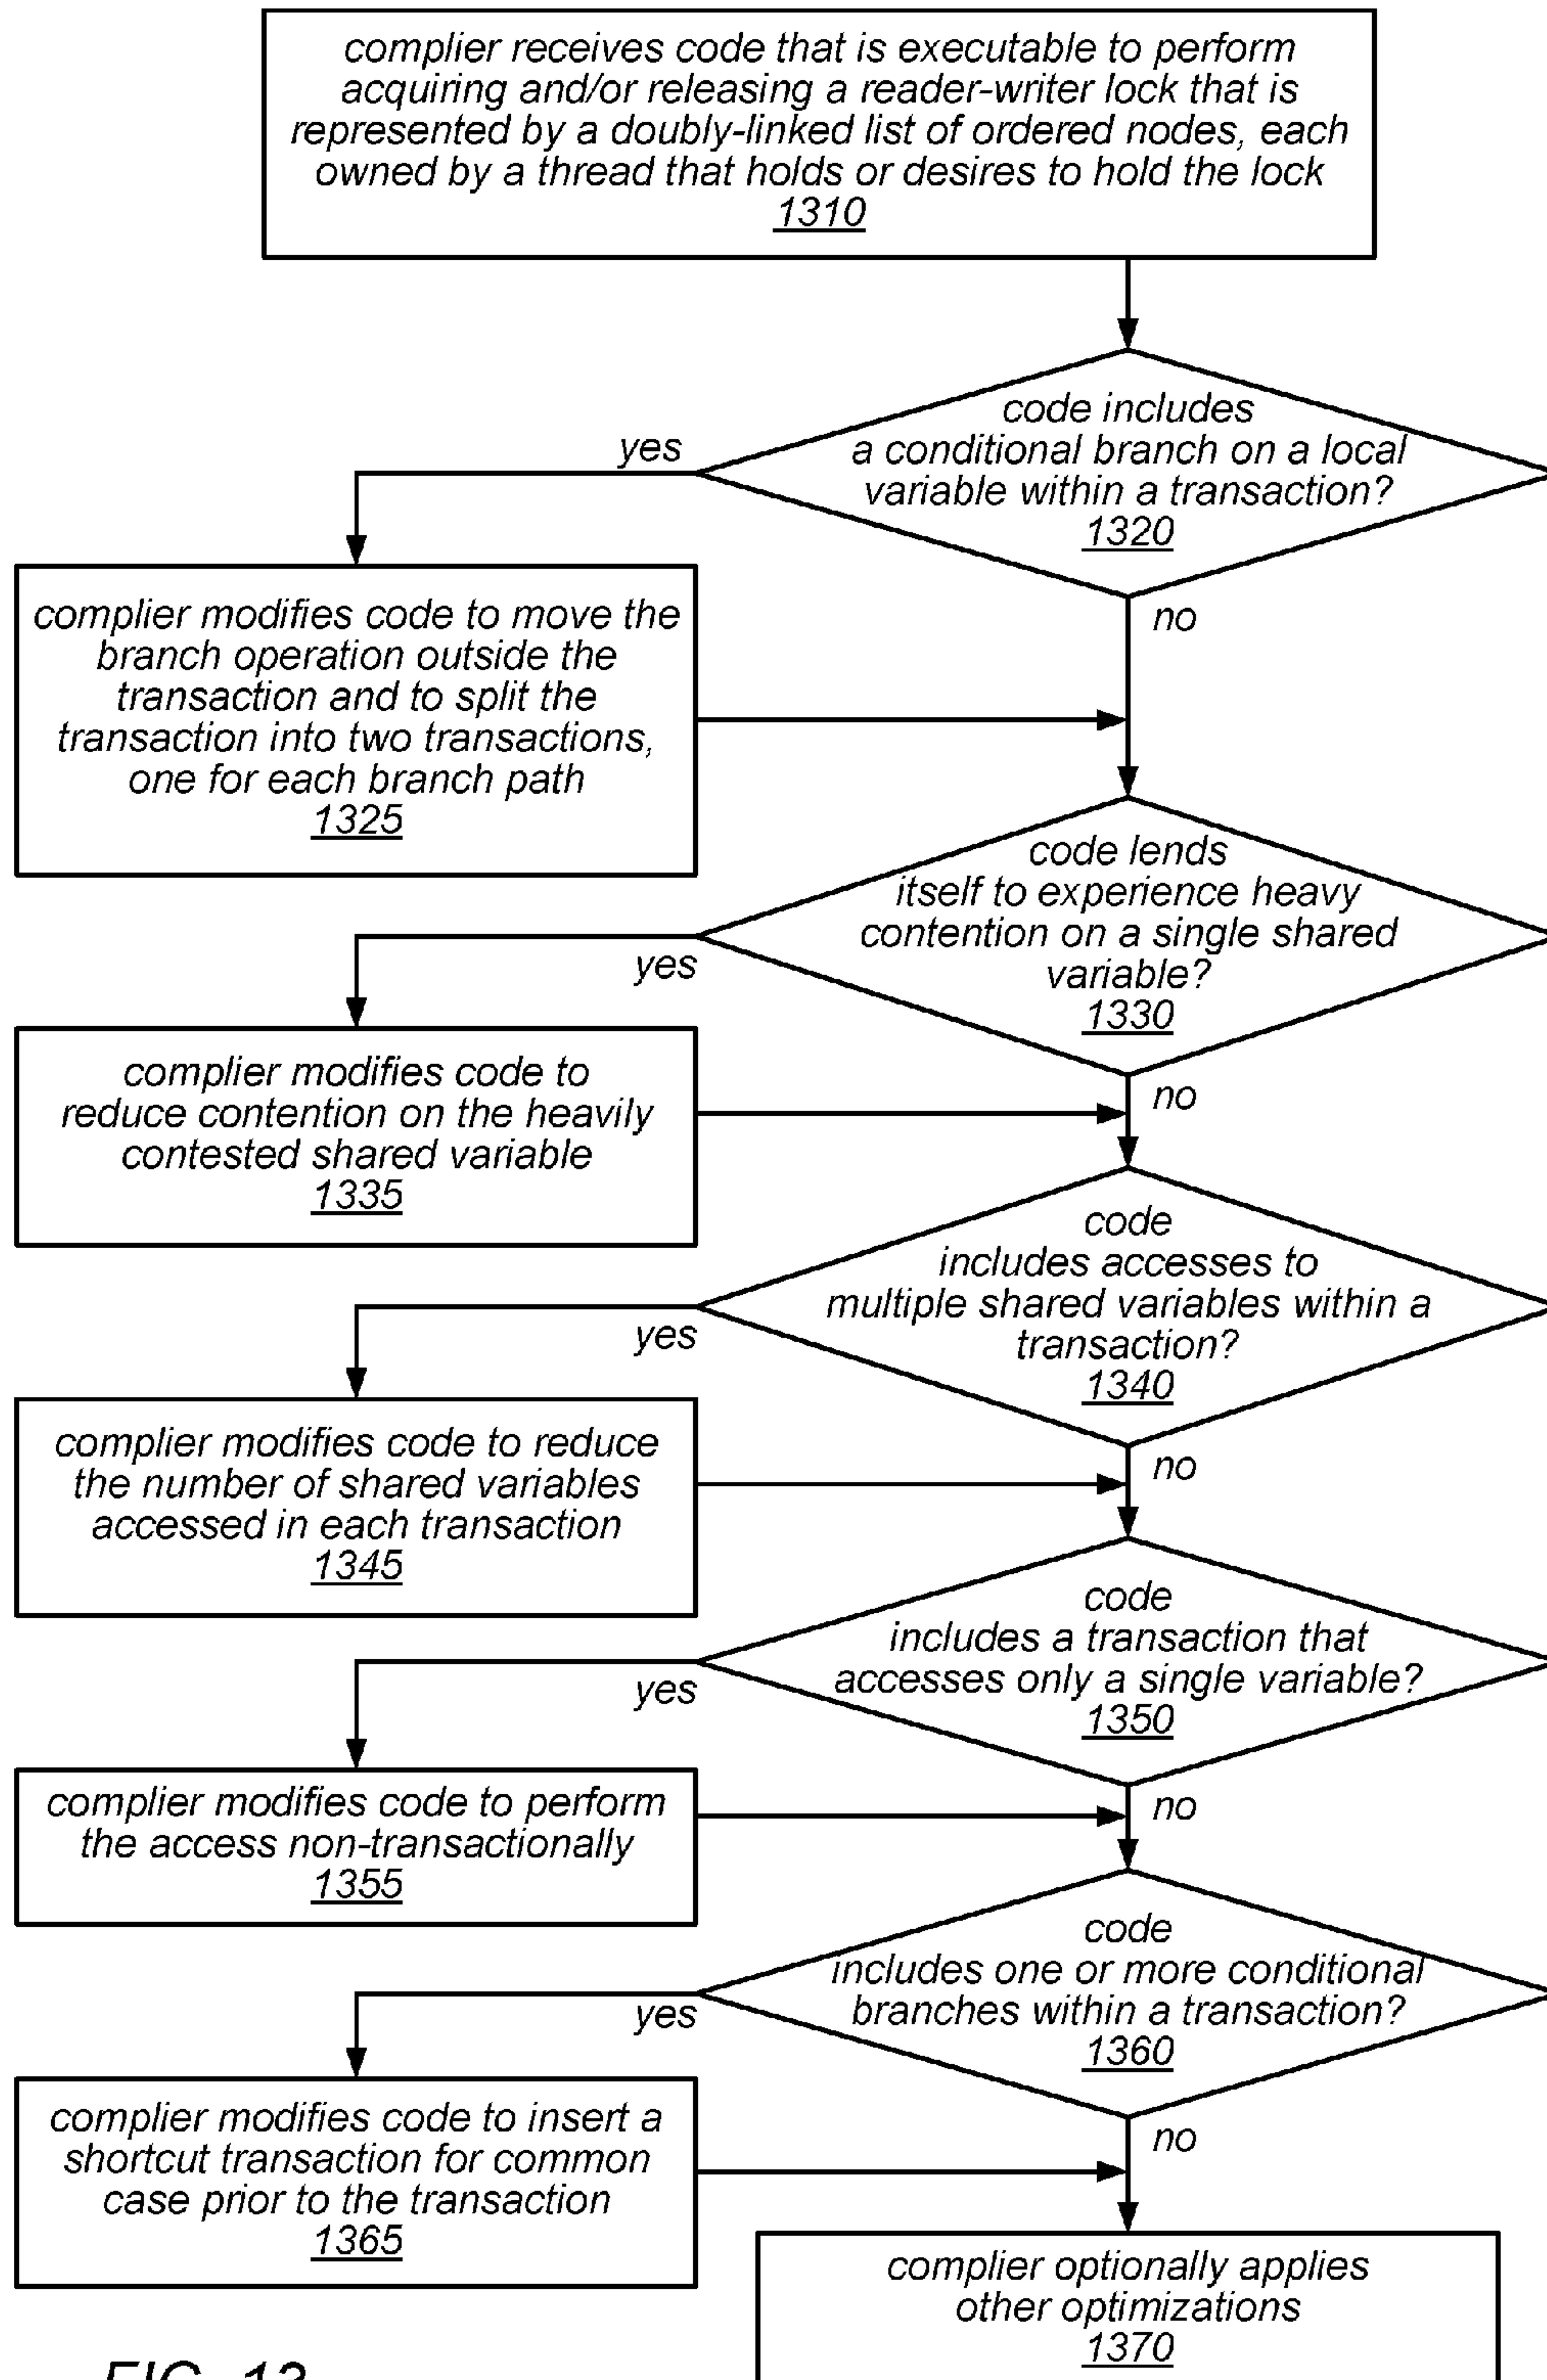 complier receives code that is executable to perform
acquiring and/or releasing a reader-writer lock that is
represented by a doubly-linked list of ordered nodes, each
owned by a thread that holds or desires to hold the lock
1310
code includes
a conditional branch on a local
variable within a transaction?
1320
yes
no
complier modifies code to move the
branch operation outside the
transaction and to split the
transaction into two transactions,
one for each branch path
1325
code lends
itself to experience heavy
contention on a single shared
variable?
1330
yes
no
complier modifies code to
reduce contention on the heavily
contested shared variable
1335
code
includes accesses to
multiple shared variables within a
transaction?
1340
yes
no
complier modifies code to reduce
the number of shared variables
accessed in each transaction
1345
code
includes a transaction that
accesses only a single variable?
1350
yes
no
complier modifies code to perform
the access non-transactionally
1355
code
includes one or more conditional
branches within a transaction?
1360
yes
no
complier modifies code to insert a
shortcut transaction for common
case prior to the transaction
1365
complier optionally applies
other optimizations
1370
FIG. 13